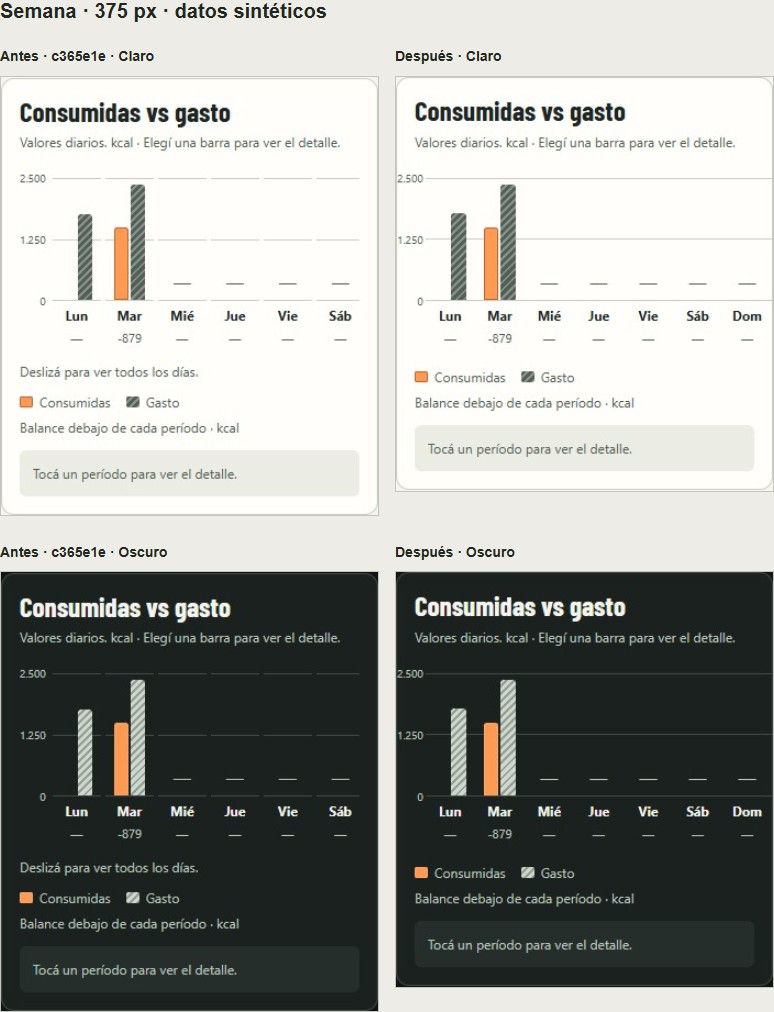 Semana · 375 px · datos sintéticos
Antes · c365e1e · Claro
Consumidas vs gasto
Valores diarios. kcal · Elegí una barra para ver el detalle.
2.500
1.250
0
Lun Mar Mié Jue Vie Sáb
— -879 — — — —
Deslizá para ver todos los días.
Consumidas Gasto
Balance debajo de cada período · kcal
Tocá un período para ver el detalle.
Después · Claro
Consumidas vs gasto
Valores diarios. kcal · Elegí una barra para ver el detalle.
2.500
1.250
0
Lun Mar Mié Jue Vie Sáb Dom
— -879 — — — — —
Consumidas Gasto
Balance debajo de cada período · kcal
Tocá un período para ver el detalle.
Antes · c365e1e · Oscuro
Consumidas vs gasto
Valores diarios. kcal · Elegí una barra para ver el detalle.
2.500
1.250
0
Lun Mar Mié Jue Vie Sáb
— -879 — — — —
Deslizá para ver todos los días.
Consumidas Gasto
Balance debajo de cada período · kcal
Tocá un período para ver el detalle.
Después · Oscuro
Consumidas vs gasto
Valores diarios. kcal · Elegí una barra para ver el detalle.
2.500
1.250
0
Lun Mar Mié Jue Vie Sáb Dom
— -879 — — — — —
Consumidas Gasto
Balance debajo de cada período · kcal
Tocá un período para ver el detalle.